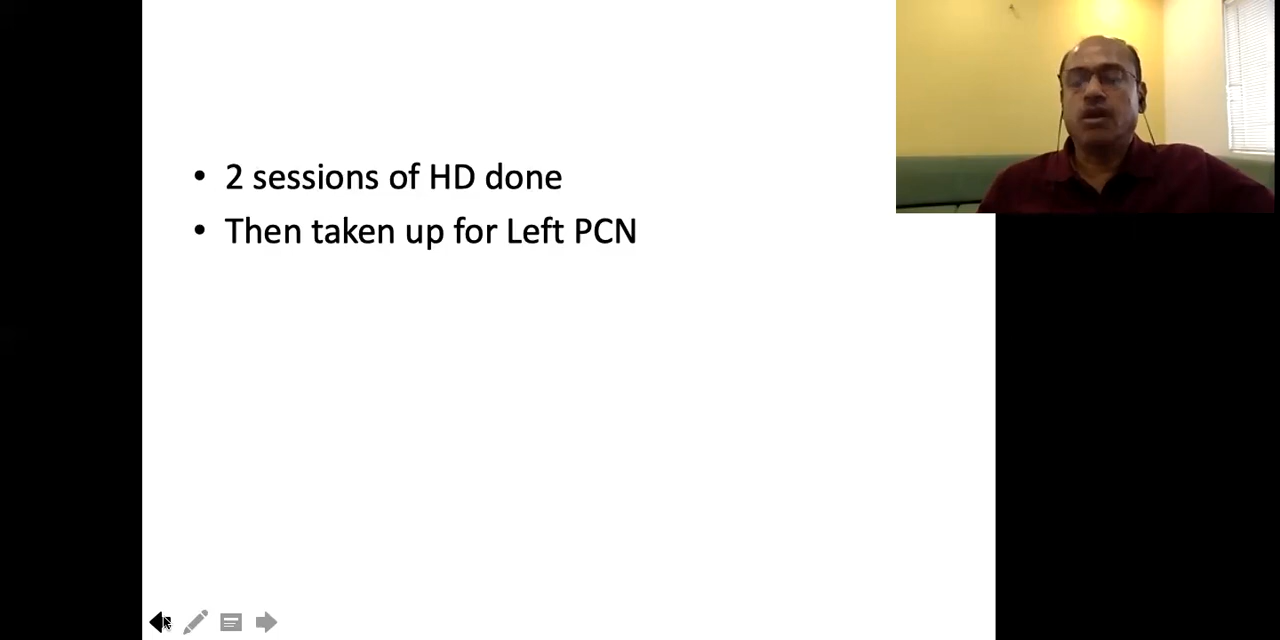 • 2 sessions of HD done
• Then taken up for Left PCN